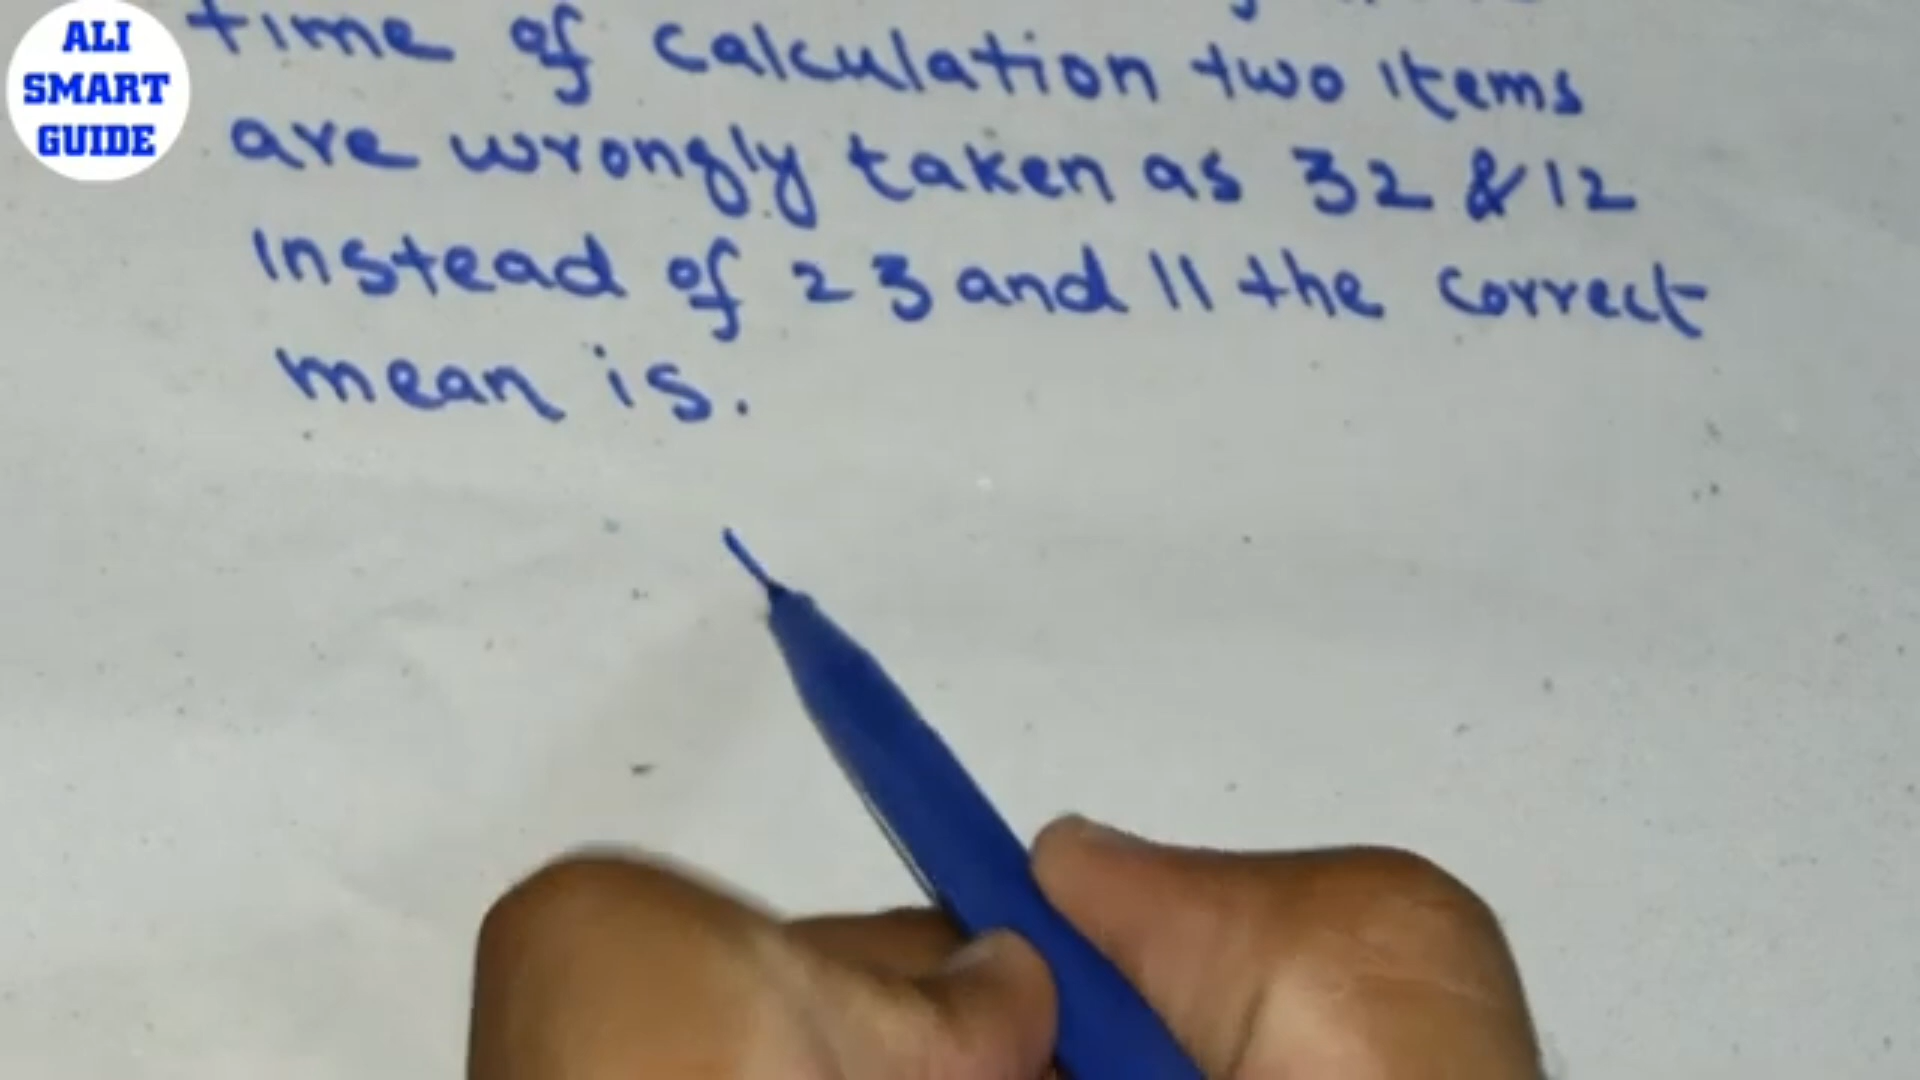 ALI
SMART
GUIDE
time of calculation two items
are wrongly taken as 32 & 12
instead of 23 and 11 the correct
mean is.